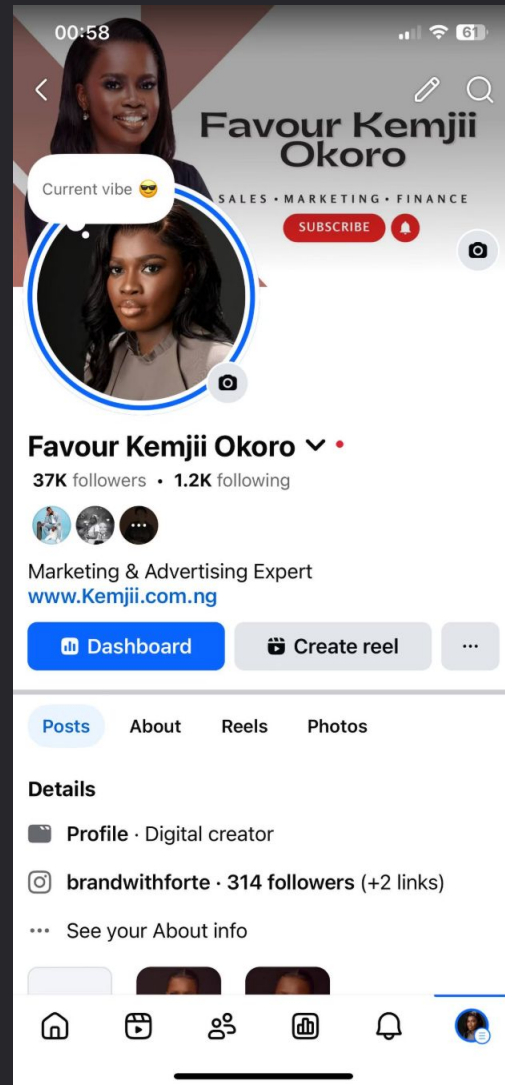 00:58
61
Favour Kemjii
Okoro
Current vibe 😎
SALES • MARKETING • FINANCE
SUBSCRIBE
Favour Kemjii Okoro
37K followers • 1.2K following
Marketing & Advertising Expert
www.Kemjii.com.ng
Dashboard
Create reel
Posts About Reels Photos
Details
Profile · Digital creator
brandwithforte · 314 followers (+2 links)
See your About info